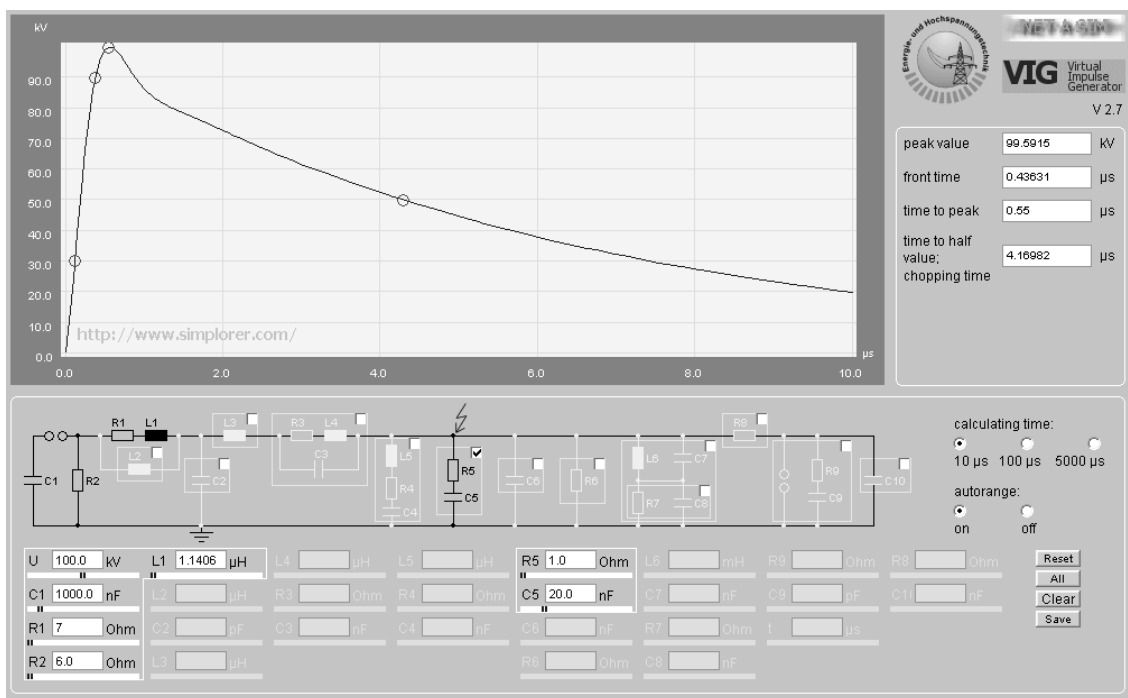 kV
90.0
80.0
70.0
60.0
50.0
40.0
30.0
20.0
10.0
0.0
http://www.simplorer.com/
0.0 2.0 4.0 6.0 8.0 10.0
µs
Energie- und Hochspannungstechnik
NET-A-SIM
VIG Virtual Impulse Generator
V 2.7
peak value 99.5915 kV
front time 0.43631 µs
time to peak 0.55 µs
time to half value; chopping time 4.16982 µs
R1 L1 L3 R3 L4 R8
L2 C3 L5 L6 C7
C1 R2 C2 R4 R5 C6 R6 R9 C10
C4 C5 R7 C8 C9
calculating time:
10 µs 100 µs 5000 µs
autorange:
on off
U 100.0 kV L1 1.1406 µH L4 µH L5 µH R5 1.0 Ohm L6 mH R9 Ohm R8 Ohm Reset
All
C1 1000.0 nF L2 µH R3 Ohm R4 Ohm C5 20.0 nF C7 nF C9 pF nF Clear
R1 7 Ohm C2 pF C3 nF C4 nF C6 nF R7 Ohm t µs Save
R2 6.0 Ohm L3 µH R6 Ohm C8 nF